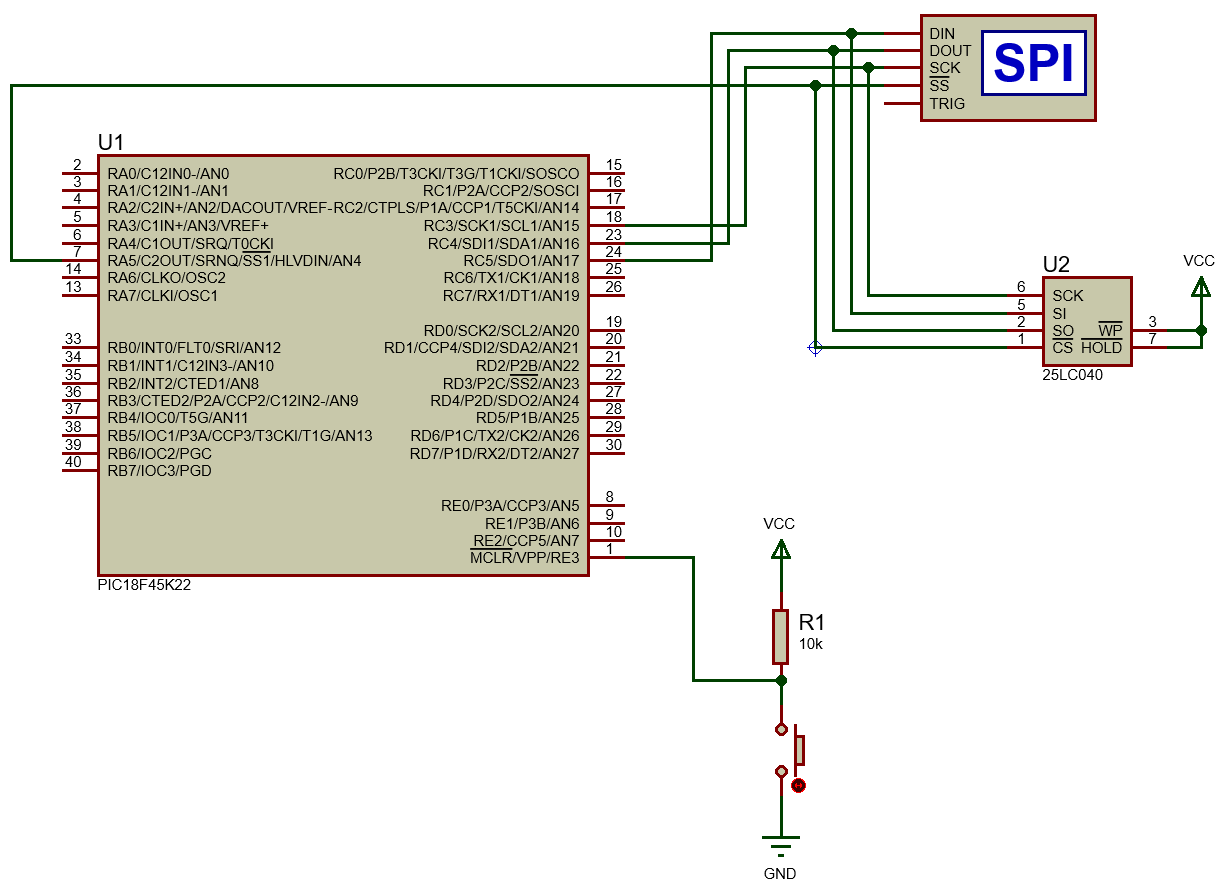 DIN
DOUT
SCK
SS
TRIG
SPI
U1
2 RA0/C12IN0-/AN0
3 RA1/C12IN1-/AN1
4 RA2/C2IN+/AN2/DACOUT/VREF-
5 RA3/C1IN+/AN3/VREF+
6 RA4/C1OUT/SRQ/T0CKI
7 RA5/C2OUT/SRNQ/SS1/HLVDIN/AN4
14 RA6/CLKO/OSC2
13 RA7/CLKI/OSC1
33 RB0/INT0/FLT0/SRI/AN12
34 RB1/INT1/C12IN3-/AN10
35 RB2/INT2/CTED1/AN8
36 RB3/CTED2/P2A/CCP2/C12IN2-/AN9
37 RB4/IOC0/T5G/AN11
38 RB5/IOC1/P3A/CCP3/T3CKI/T1G/AN13
39 RB6/IOC2/PGC
40 RB7/IOC3/PGD
RC0/P2B/T3CKI/T3G/T1CKI/SOSCO 15
RC1/P2A/CCP2/SOSCI 16
RC2/CTPLS/P1A/CCP1/T5CKI/AN14 17
RC3/SCK1/SCL1/AN15 18
RC4/SDI1/SDA1/AN16 23
RC5/SDO1/AN17 24
RC6/TX1/CK1/AN18 25
RC7/RX1/DT1/AN19 26
RD0/SCK2/SCL2/AN20 19
RD1/CCP4/SDI2/SDA2/AN21 20
RD2/P2B/AN22 21
RD3/P2C/SS2/AN23 22
RD4/P2D/SDO2/AN24 27
RD5/P1B/AN25 28
RD6/P1C/TX2/CK2/AN26 29
RD7/P1D/RX2/DT2/AN27 30
RE0/P3A/CCP3/AN5 8
RE1/P3B/AN6 9
RE2/CCP5/AN7 10
MCLR/VPP/RE3 1
PIC18F45K22
U2
6 SCK
5 SI
2 SO WP 3
1 CS HOLD 7
25LC040
VCC
VCC
R1
10k
GND